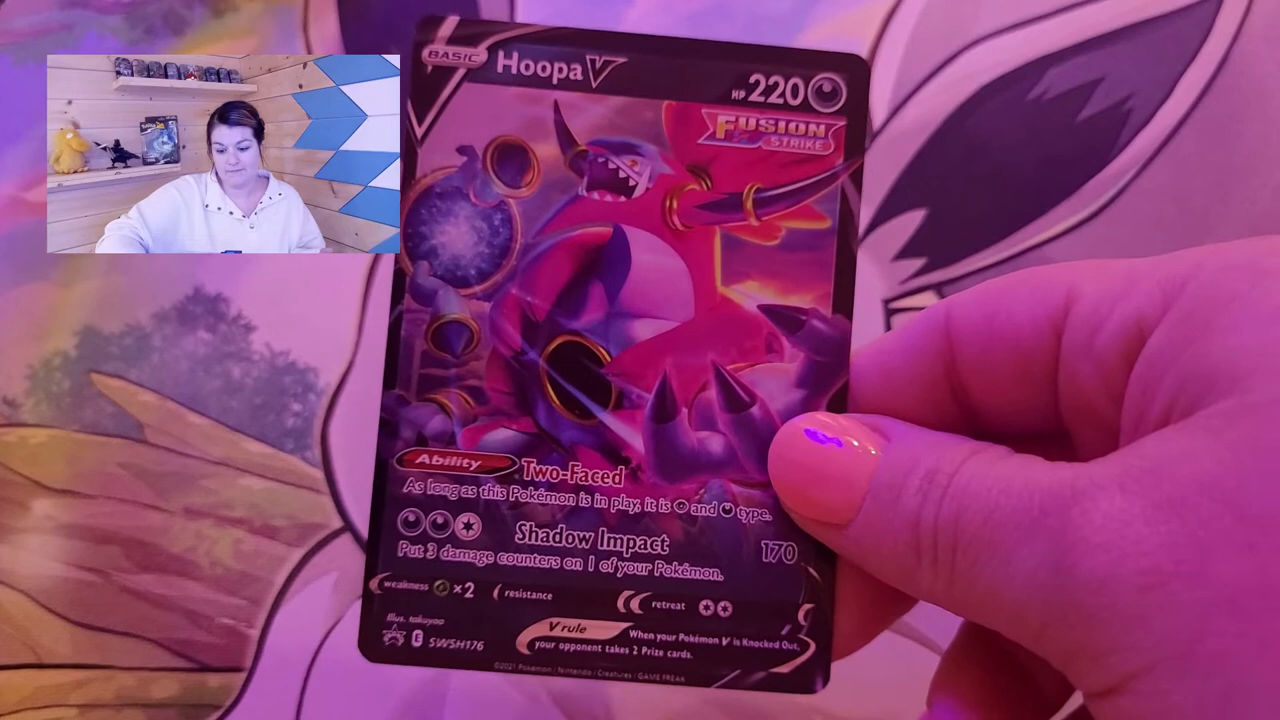 BASIC Hoopa V HP 220
FUSION
STRIKE
Ability Two-Faced
As long as this Pokémon is in play, it is and type.
Shadow Impact 170
Put 3 damage counters on 1 of your Pokémon.
weakness ×2 resistance retreat
Illus. takuyoa
E SWSH176
V rule When your Pokémon V is Knocked Out,
your opponent takes 2 Prize cards.
©2021 Pokémon / Nintendo / Creatures / GAME FREAK